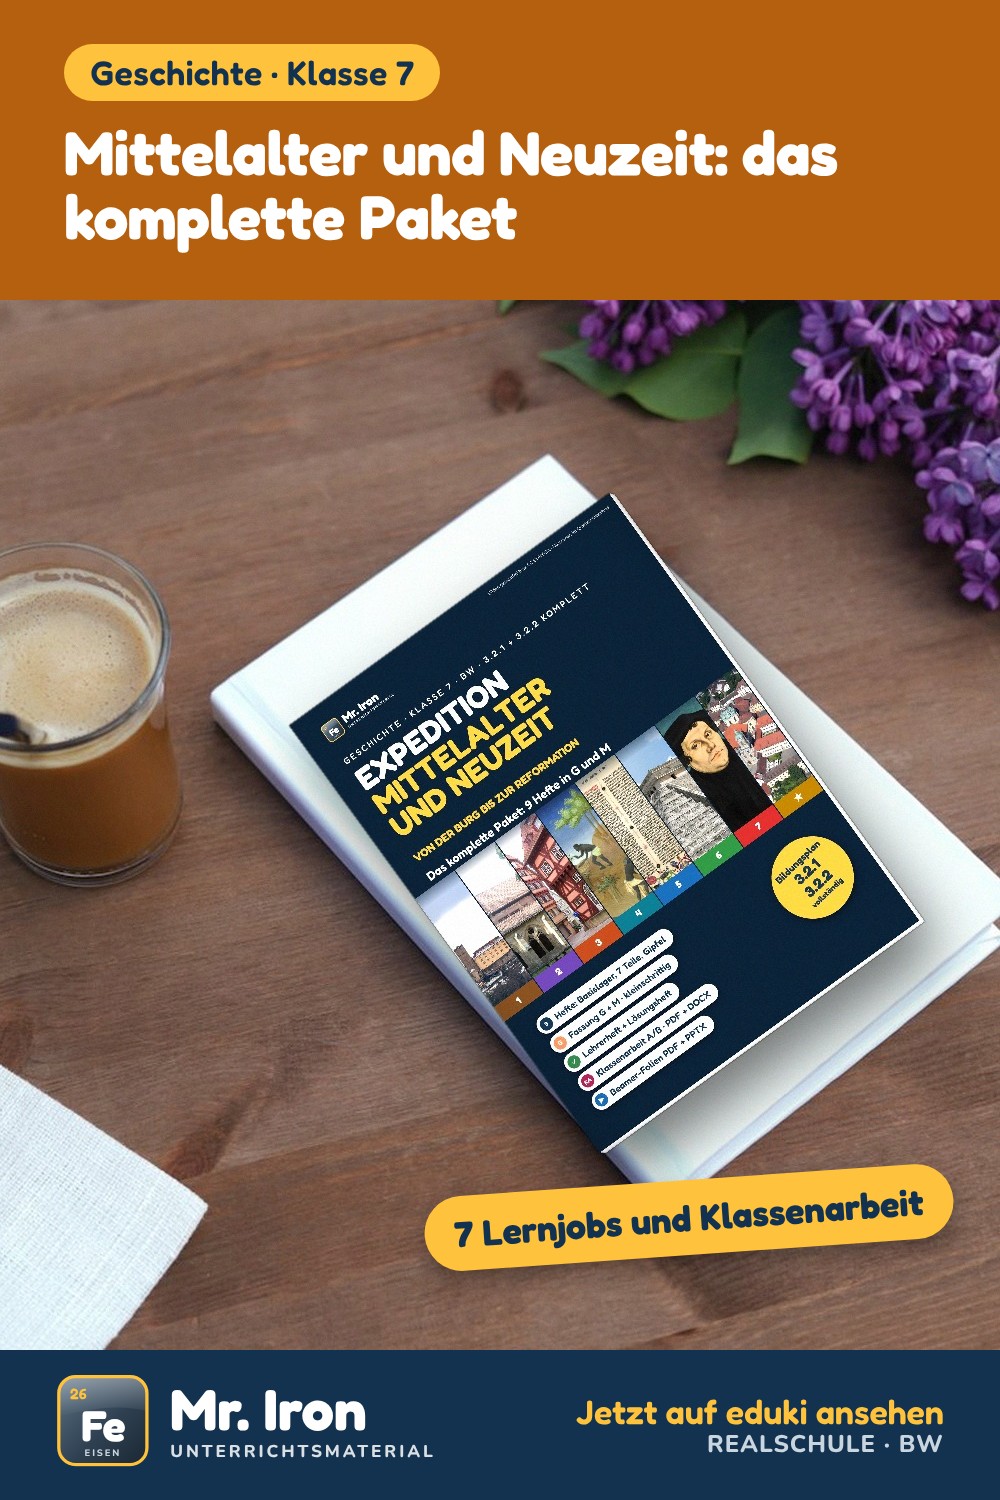 Geschichte · Klasse 7
Mittelalter und Neuzeit: das
komplette Paket
Fe
Mr. Iron
GESCHICHTE · KLASSE 7 · BW · 3.2.1 + 3.2.2 KOMPLETT
EXPEDITION
MITTELALTER
UND NEUZEIT
VON DER BURG BIS ZUR REFORMATION
Das komplette Paket: 9 Hefte in G und M
1
2
3
4
5
6
7
Bildungsplan
3.2.1
3.2.2
vollständig
Hefte: Basislager, 7 Teile, Gipfel
Fassung G + M · kleinschrittig
Lehrerheft + Lösungsheft
KA Klassenarbeit A/B · PDF + DOCX
Beamer-Folien PDF + PPTX
7 Lernjobs und Klassenarbeit
26
Fe
EISEN
Mr. Iron
UNTERRICHTSMATERIAL
Jetzt auf eduki ansehen
REALSCHULE · BW